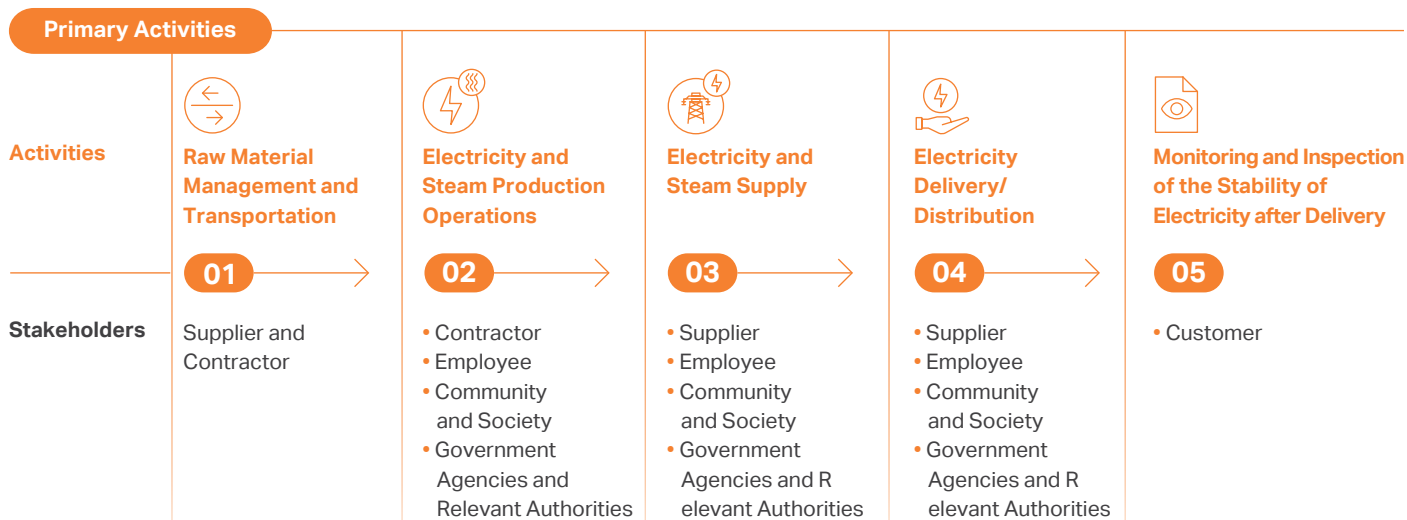 Primary Activities
Activities
Raw Material
Management and
Transportation
Electricity and
Steam Production
Operations
Electricity and
Steam Supply
Electricity
Delivery/
Distribution
Monitoring and Inspection
of the Stability of
Electricity after Delivery
01
02
03
04
05
Stakeholders
Supplier and
Contractor
• Contractor
• Employee
• Community
and Society
• Government
Agencies and
Relevant Authorities
• Supplier
• Employee
• Community
and Society
• Government
Agencies and R
elevant Authorities
• Supplier
• Employee
• Community
and Society
• Government
Agencies and R
elevant Authorities
• Customer